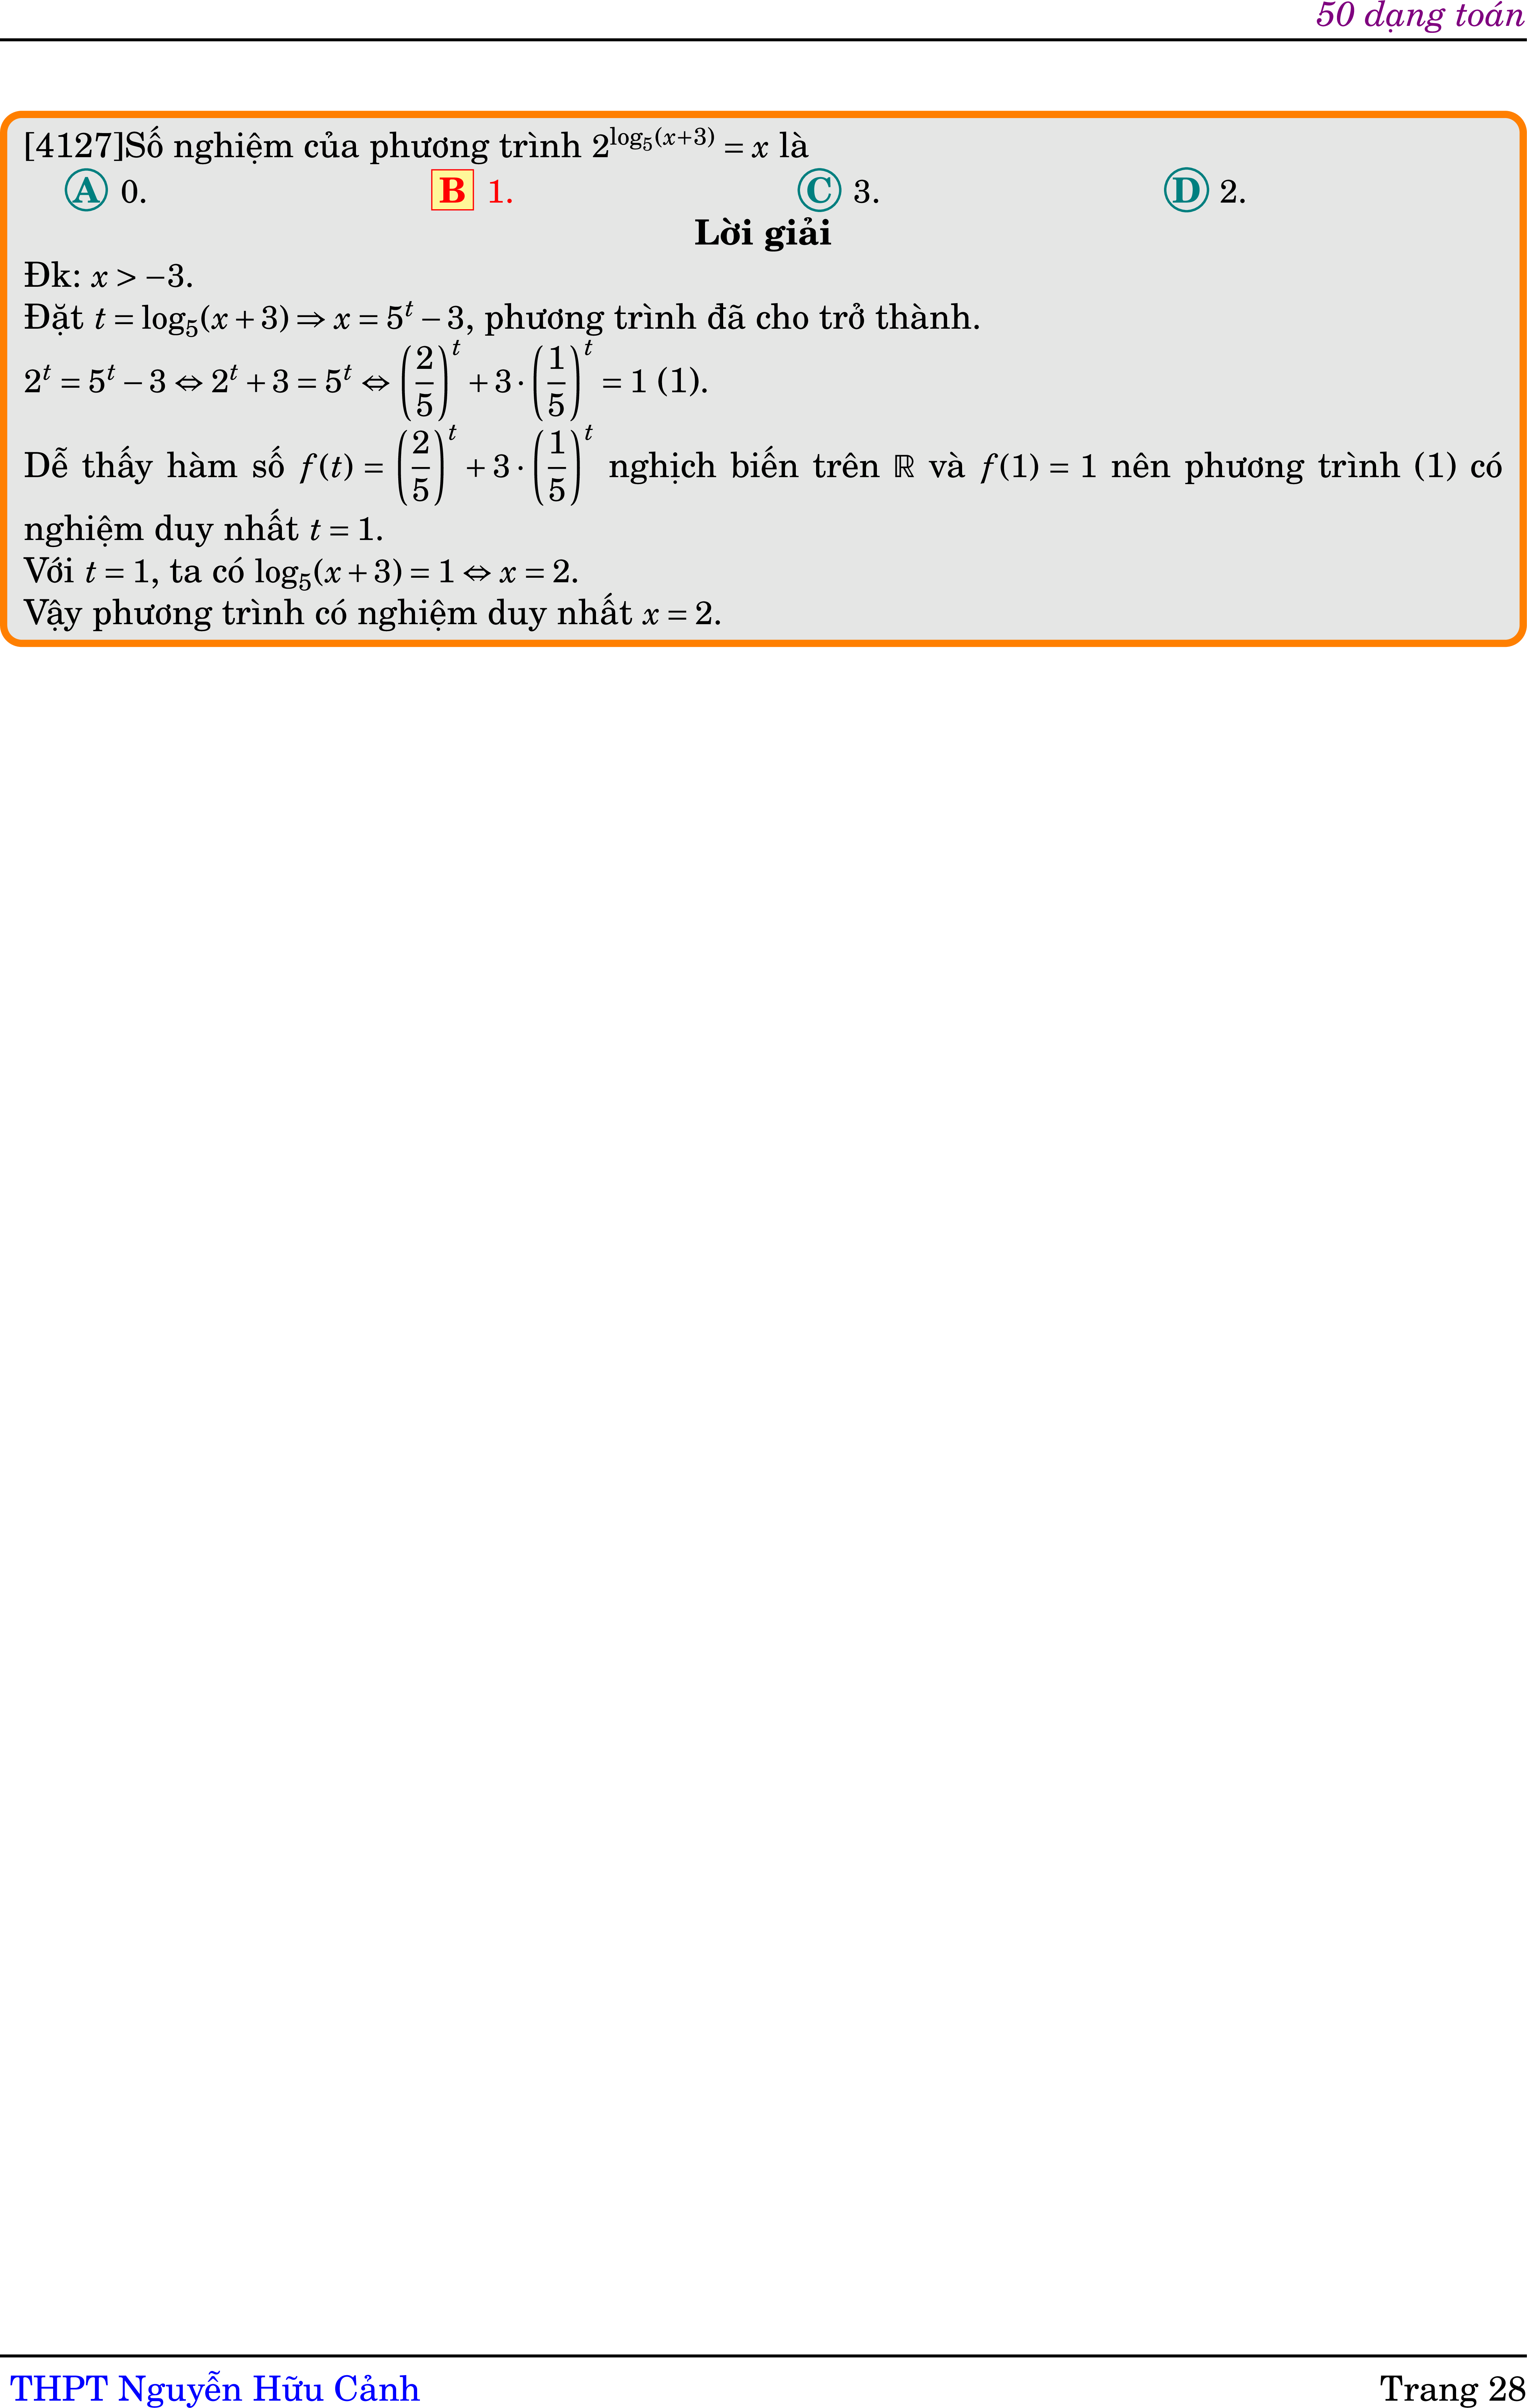 50 dạng toán
[4127]Số nghiệm của phương trình $2^{\log_5(x+3)} = x$ là
A 0. B 1. C 3. D 2.
Lời giải
Đk: $x > -3$.
Đặt $t = \log_5(x+3) \Rightarrow x = 5^t - 3$, phương trình đã cho trở thành.
$2^t = 5^t - 3 \Leftrightarrow 2^t + 3 = 5^t \Leftrightarrow \left(\dfrac{2}{5}\right)^t + 3 \cdot \left(\dfrac{1}{5}\right)^t = 1$ (1).
Dễ thấy hàm số $f(t) = \left(\dfrac{2}{5}\right)^t + 3 \cdot \left(\dfrac{1}{5}\right)^t$ nghịch biến trên $\mathbb{R}$ và $f(1) = 1$ nên phương trình (1) có
nghiệm duy nhất $t = 1$.
Với $t = 1$, ta có $\log_5(x+3) = 1 \Leftrightarrow x = 2$.
Vậy phương trình có nghiệm duy nhất $x = 2$.
THPT Nguyễn Hữu Cảnh Trang 28